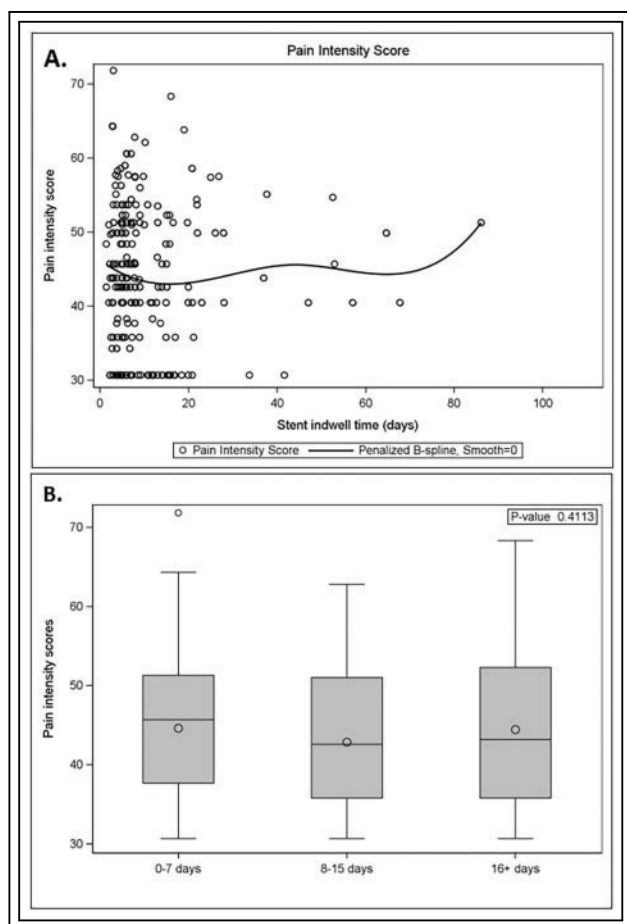 A.
Pain Intensity Score
Pain intensity score
70
60
50
40
30
0 20 40 60 80 100
Stent indwell time (days)
Pain Intensity Score Penalized B-spline, Smooth=0
B.
P-value 0.4113
Pain intensity scores
70
60
50
40
30
0-7 days 8-15 days 16+ days